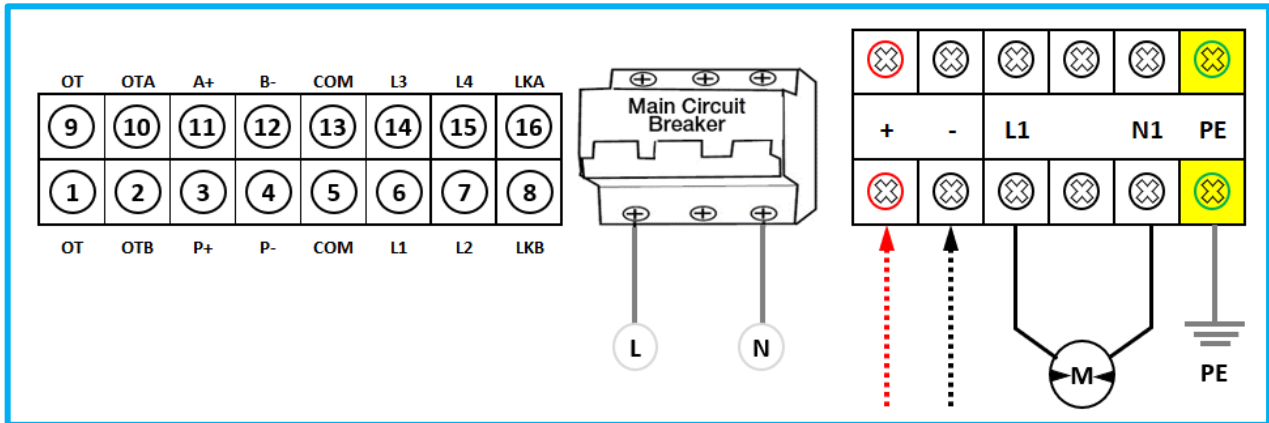 OT OTA A+ B- COM L3 L4 LKA
9 10 11 12 13 14 15 16
1 2 3 4 5 6 7 8
OT OTB P+ P- COM L1 L2 LKB
Main Circuit
Breaker
L N
+ - L1 N1 PE
M
PE